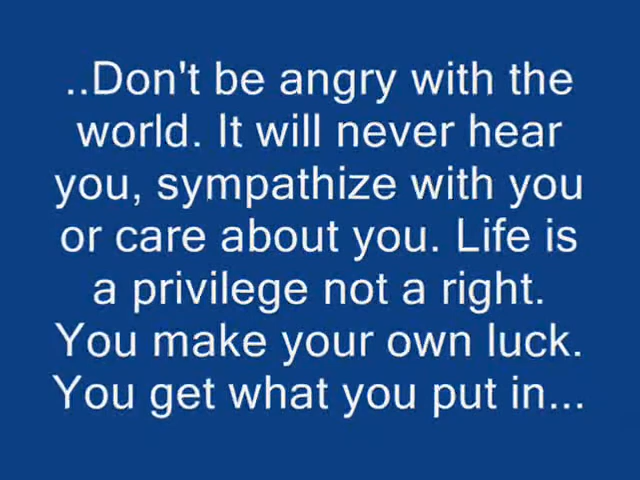 ..Don't be angry with the
world. It will never hear
you, sympathize with you
or care about you. Life is
a privilege not a right.
You make your own luck.
You get what you put in...